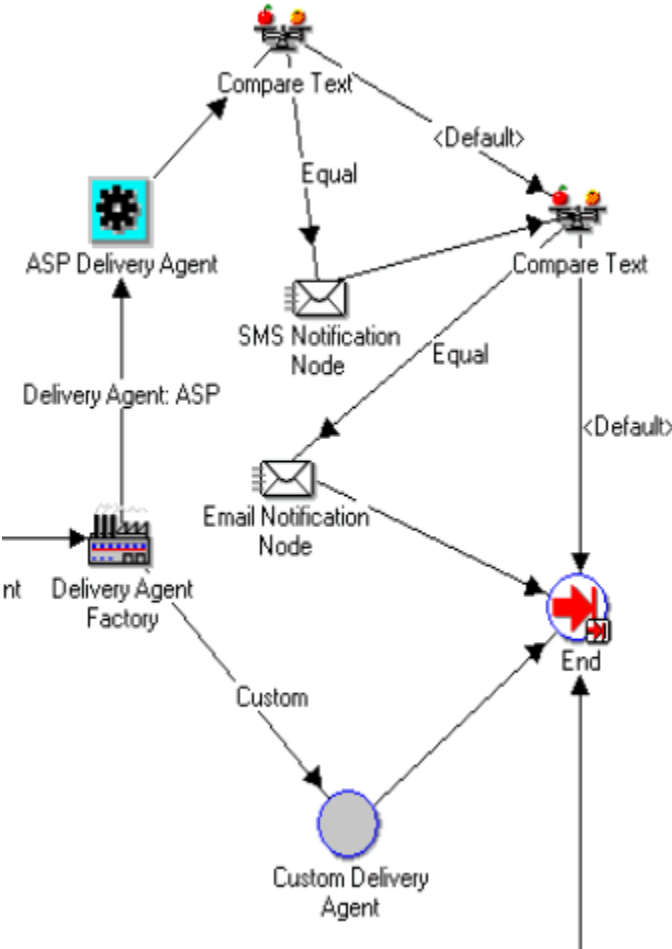 Compare Text
<Default>
Equal
ASP Delivery Agent
Compare Text
SMS Notification
Node
Equal
Delivery Agent: ASP
<Default>
Email Notification
Node
nt
Delivery Agent
Factory
End
Custom
Custom Delivery
Agent